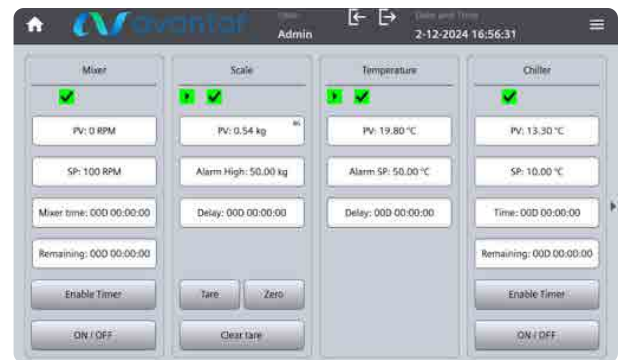 avantor
Admin
Date and Time
2-12-2024 16:56:31
Mixer
PV: 0 RPM
SP: 100 RPM
Mixer time: 00D 00:00:00
Remaining: 00D 00:00:00
Enable Timer
ON / OFF
Scale
PV: 0.54 kg
Alarm High: 50.00 kg
Delay: 00D 00:00:00
Tare
Zero
Clear tare
Temperature
PV: 19.80 °C
Alarm SP: 50.00 °C
Delay: 00D 00:00:00
Chiller
PV: 13.30 °C
SP: 10.00 °C
Time: 00D 00:00:00
Remaining: 00D 00:00:00
Enable Timer
ON / OFF